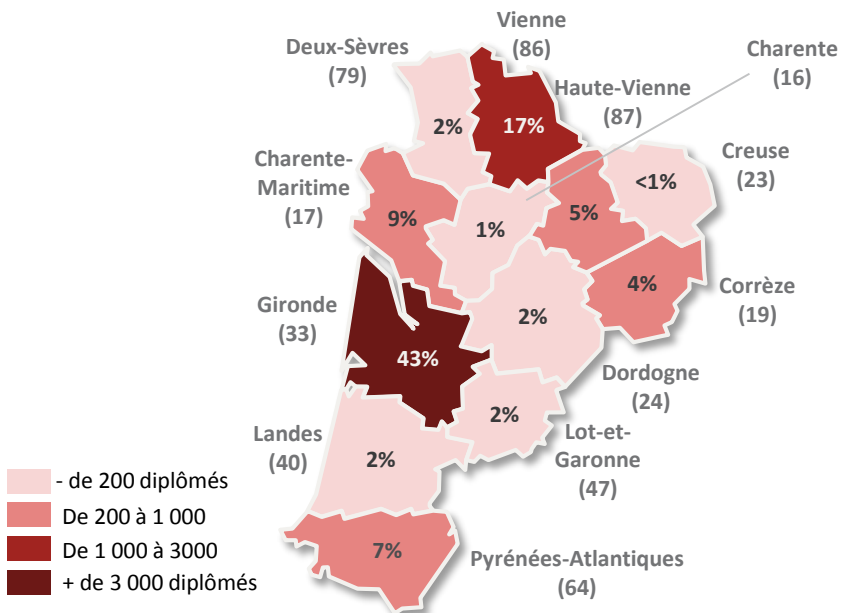 Vienne
(86)
Deux-Sèvres
(79)
Charente
(16)
Haute-Vienne
(87)
2%
17%
Charente-
Maritime
(17)
Creuse
(23)
<1%
9%
1%
5%
Corrèze
(19)
4%
Gironde
(33)
2%
43%
Dordogne
(24)
2%
Landes
(40)
Lot-et-
Garonne
(47)
2%
- de 200 diplômés
De 200 à 1 000
De 1 000 à 3000
+ de 3 000 diplômés
7%
Pyrénées-Atlantiques
(64)